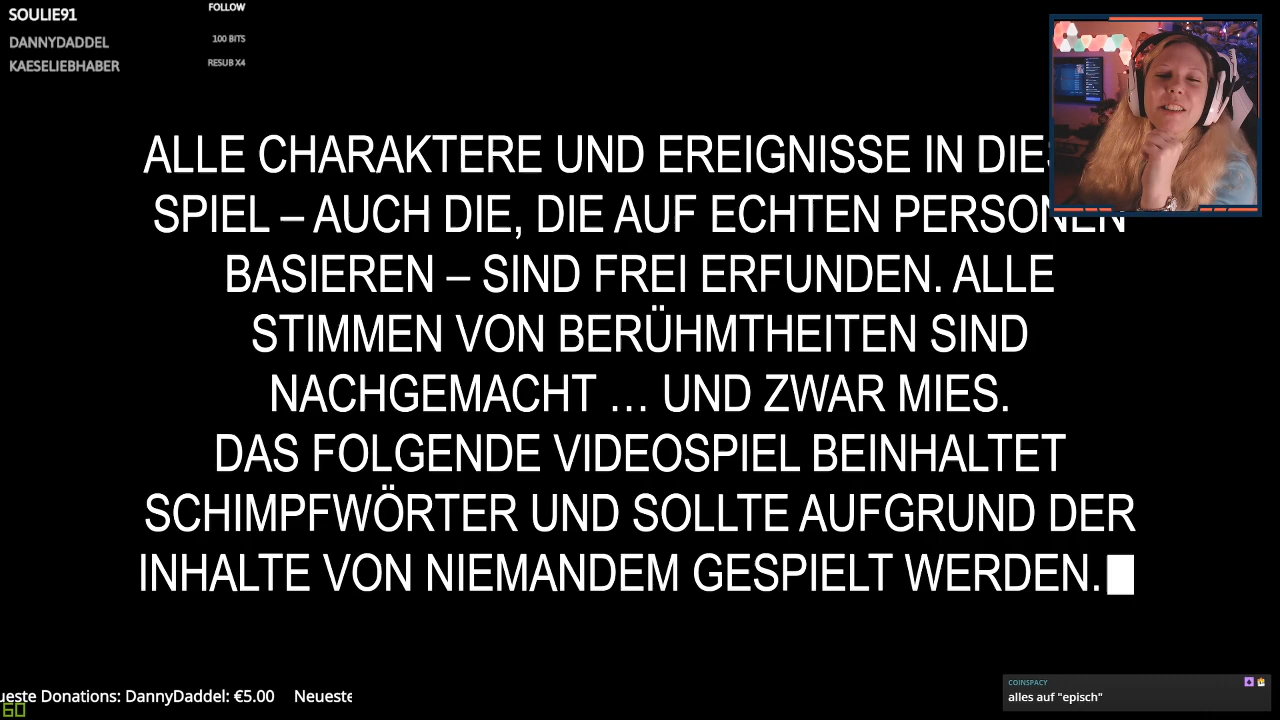 SOULIE91 FOLLOW
DANNYDADDEL 100 BITS
KAESELIEBHABER RESUB X4
ALLE CHARAKTERE UND EREIGNISSE IN DIES
SPIEL – AUCH DIE, DIE AUF ECHTEN PERSONEN
BASIEREN – SIND FREI ERFUNDEN. ALLE
STIMMEN VON BERÜHMTHEITEN SIND
NACHGEMACHT … UND ZWAR MIES.
DAS FOLGENDE VIDEOSPIEL BEINHALTET
SCHIMPFWÖRTER UND SOLLTE AUFGRUND DER
INHALTE VON NIEMANDEM GESPIELT WERDEN.
ueste Donations: DannyDaddel: €5.00 Neueste
60
COINSPACY
alles auf "episch"